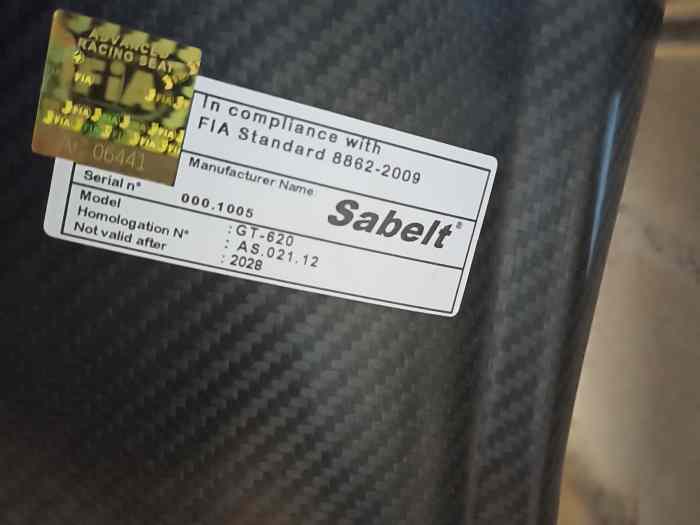 ADVANCED
RACING SEAT
FiA
N° 06441
In compliance with
FIA Standard 8862-2009
Manufacturer Name:
Sabelt®
Serial n° 000.1005
Model : GT-620
Homologation N° : AS.021.12
Not valid after : 2028